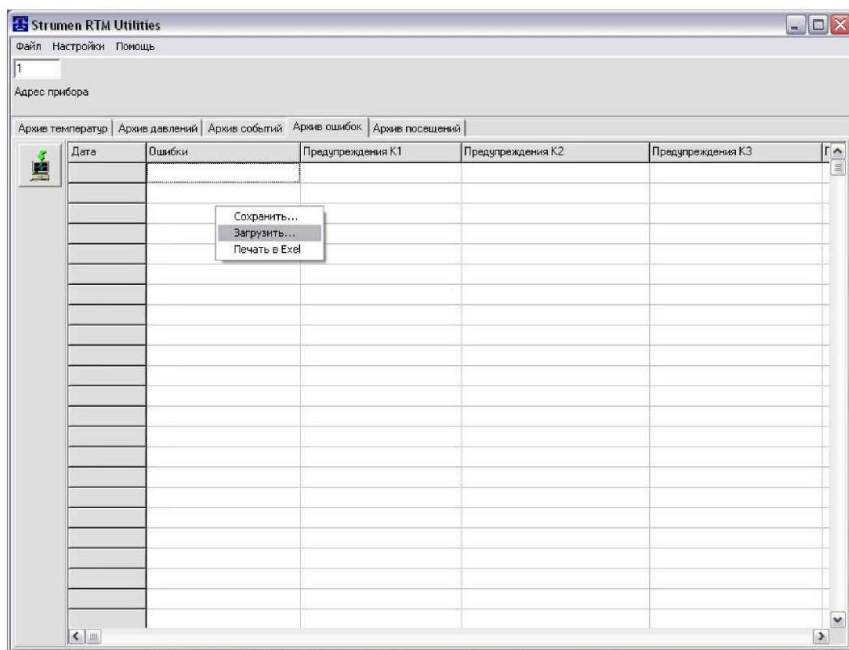 Strumen RTM Utilities
Файл Настройки Помощь
1
Адрес прибора
Архив температур Архив давлений Архив событий Архив ошибок Архив посещений
Дата Ошибки Предупреждения К1 Предупреждения К2 Предупреждения К3
Сохранить...
Загрузить...
Печать в Exel